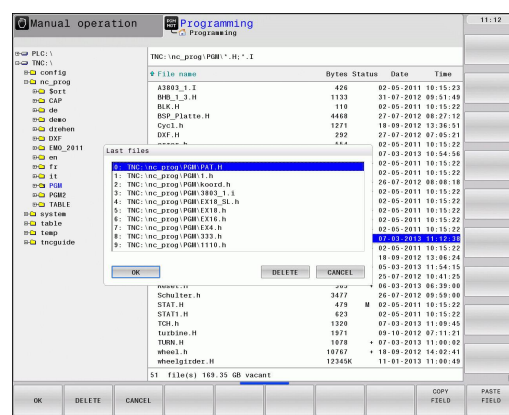 Manual operation
Programming
Programming
11:12
PLC:\
TNC:\
config
nc_prog
$ort
CAP
de
demo
drehen
DXF
EMO_2011
en
fr
it
PGM
PGM2
TABLE
system
table
temp
tncguide
TNC:\nc_prog\PGM\*.H;*.I
File name Bytes Status Date Time
A3803_1.I 426 02-05-2011 10:15:23
BHB_1_3.H 1133 31-07-2012 09:51:49
BLK.H 110 02-05-2011 10:15:22
BSP_Platte.H 4468 27-07-2012 08:27:12
Cycl.h 1271 18-09-2012 13:36:51
DXF.H 292 27-07-2012 07:05:21
02-05-2011 10:15:22
07-03-2013 10:54:56
02-05-2011 10:15:22
02-05-2011 10:15:22
26-07-2012 08:08:18
02-05-2011 10:15:22
02-05-2011 10:15:22
02-05-2011 10:15:22
02-05-2011 10:15:22
07-03-2013 11:12:38
02-05-2011 10:15:22
18-09-2012 13:06:24
05-03-2013 11:54:15
25-07-2012 10:41:25
+ 06-03-2013 06:39:00
Schulter.h 3477 26-07-2012 09:59:00
STAT.H 479 M 02-05-2011 10:15:22
STAT1.H 623 02-05-2011 10:15:22
TCH.h 1320 07-03-2013 11:09:45
turbine.H 1971 09-10-2012 07:11:21
TURN.H 1078 + 07-03-2013 11:00:02
wheel.h 10767 + 18-09-2012 14:02:41
wheelgirder.H 12345K 11-01-2013 11:00:49
51 file(s) 169.35 GB vacant
Last files
0: TNC:\nc_prog\PGM\PAT.H
1: TNC:\nc_prog\PGM\1.h
2: TNC:\nc_prog\PGM\koord.h
3: TNC:\nc_prog\PGM\3803_1.i
4: TNC:\nc_prog\PGM\EX18_SL.h
5: TNC:\nc_prog\PGM\EX18.h
6: TNC:\nc_prog\PGM\EX16.h
7: TNC:\nc_prog\PGM\EX4.h
8: TNC:\nc_prog\PGM\333.h
9: TNC:\nc_prog\PGM\1110.h
OK DELETE CANCEL
OK DELETE CANCEL COPY FIELD PASTE FIELD